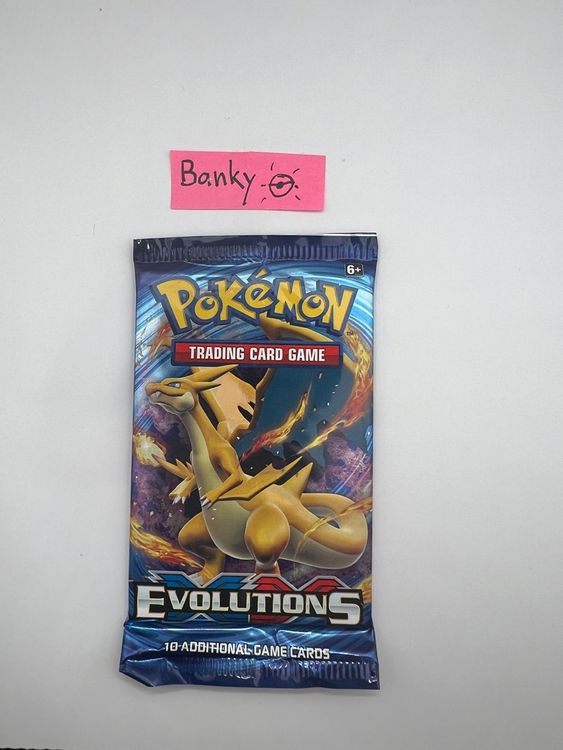 Banky
6+
POKéMON
TRADING CARD GAME
XY
EVOLUTIONS
10 ADDITIONAL GAME CARDS